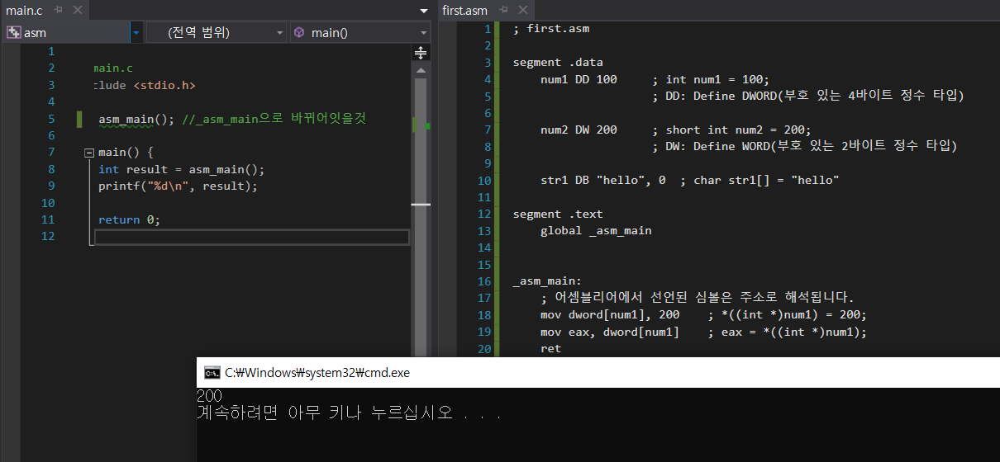 main.c
asm
(전역 범위)
main()
1
2 main.c
3 clude <stdio.h>
4
5 asm_main(); //_asm_main으로 바뀌어잇을것
6
7 main() {
8 int result = asm_main();
9 printf("%d\n", result);
10
11 return 0;
12
first.asm
1 ; first.asm
2
3 segment .data
4 num1 DD 100 ; int num1 = 100;
5 ; DD: Define DWORD(부호 있는 4바이트 정수 타입)
6
7 num2 DW 200 ; short int num2 = 200;
8 ; DW: Define WORD(부호 있는 2바이트 정수 타입)
9
10 str1 DB "hello", 0 ; char str1[] = "hello"
11
12 segment .text
13 global _asm_main
14
15
16 _asm_main:
17 ; 어셈블리어에서 선언된 심볼은 주소로 해석됩니다.
18 mov dword[num1], 200 ; *((int *)num1) = 200;
19 mov eax, dword[num1] ; eax = *((int *)num1);
20 ret
C:₩Windows₩system32₩cmd.exe
200
계속하려면 아무 키나 누르십시오 . . .